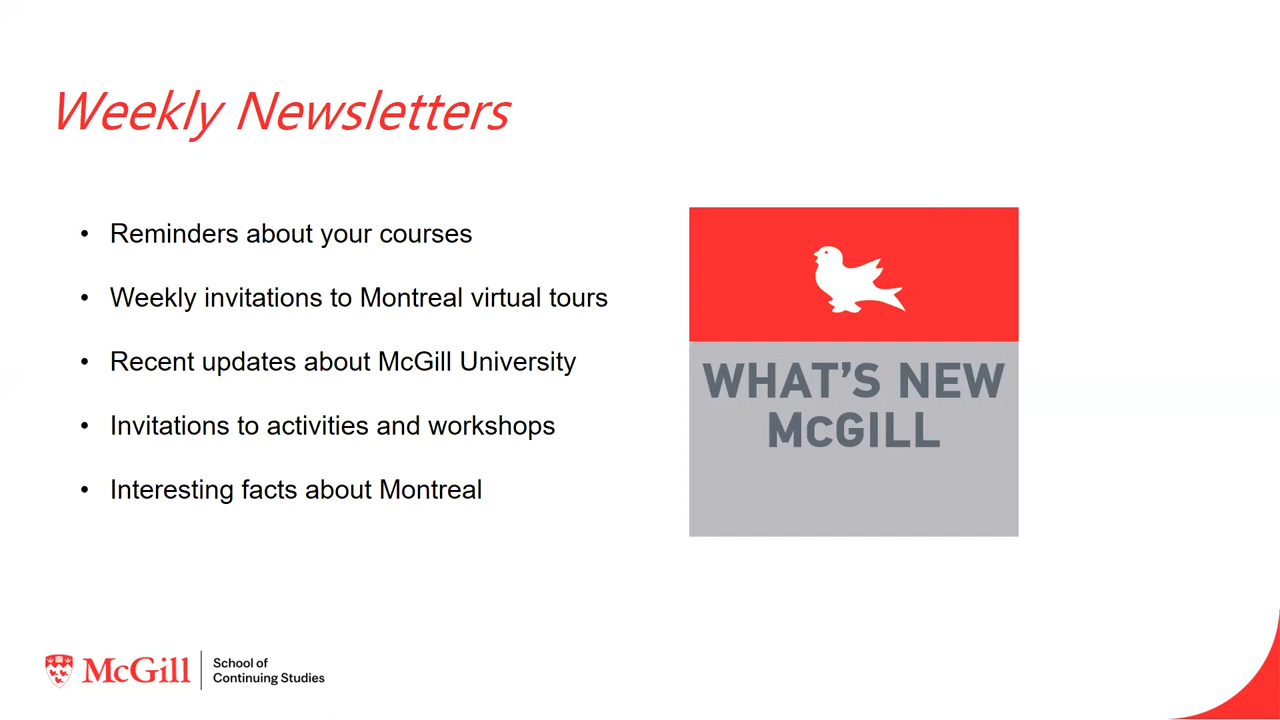 Weekly Newsletters
• Reminders about your courses
• Weekly invitations to Montreal virtual tours
• Recent updates about McGill University
• Invitations to activities and workshops
• Interesting facts about Montreal
WHAT'S NEW
McGILL
McGill
School of
Continuing Studies